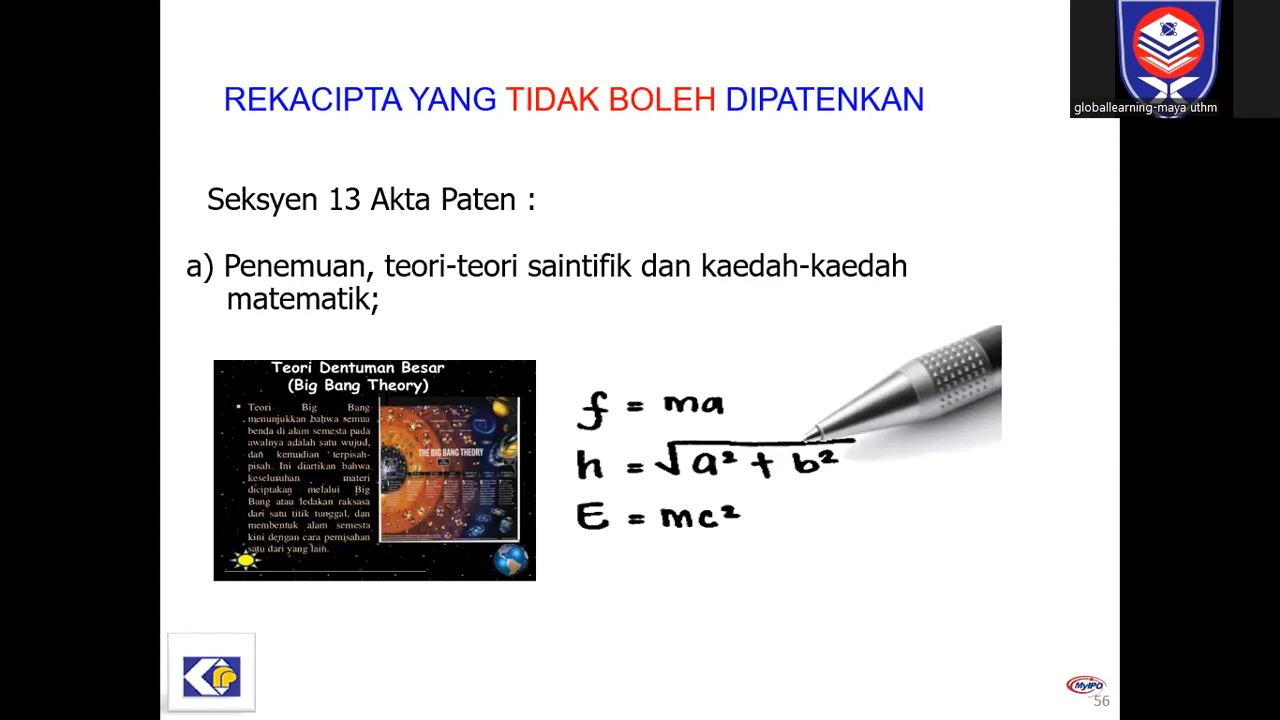 globallearning-maya uthm
REKACIPTA YANG TIDAK BOLEH DIPATENKAN
Seksyen 13 Akta Paten :
a) Penemuan, teori-teori saintifik dan kaedah-kaedah
matematik;
Teori Dentuman Besar
(Big Bang Theory)
Teori Big Bang
menunjukkan bahwa semua
benda di alam semesta pada
awalnya adalah satu wujud,
dan kemudian terpisah-
pisah. Ini diartikan bahwa
keseluruhan materi
diciptakan melalui Big
Bang atau ledakan raksasa
dari satu titik tunggal, dan
membentuk alam semesta
kini dengan cara pemisahan
satu dari yang lain.
THE BIG BANG THEORY
f = ma
h = √a² + b²
E = mc²
MyIPO
56